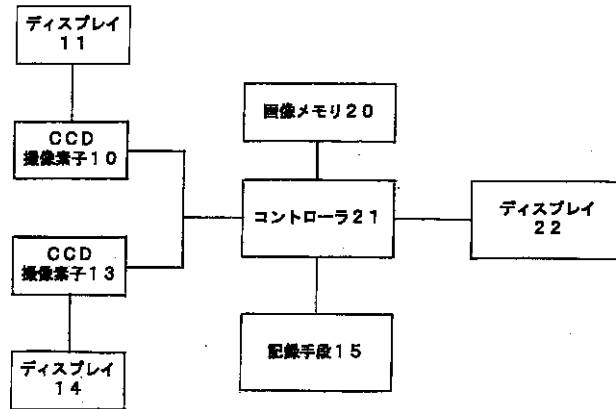 ディスプレイ
11
CCD
撮像素子10
画像メモリ20
コントローラ21
ディスプレイ
22
CCD
撮像素子13
記録手段15
ディスプレイ
14